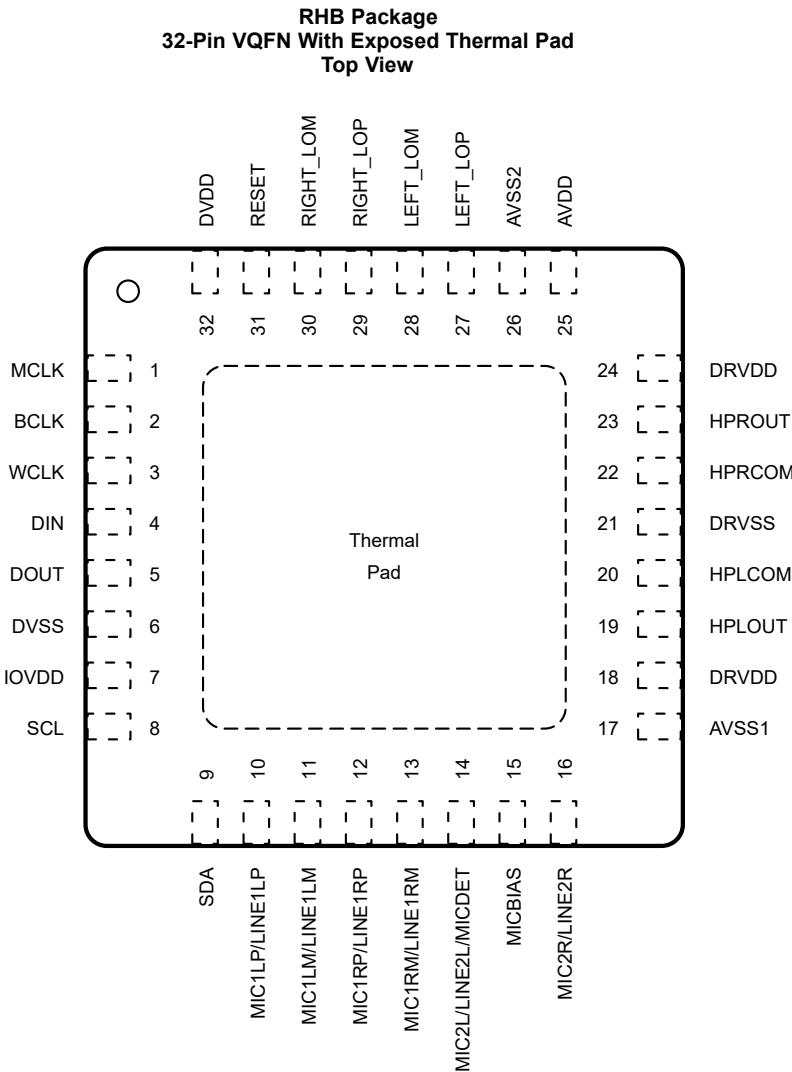 RHB Package
32-Pin VQFN With Exposed Thermal Pad
Top View
DVDD
RESET
RIGHT_LOM
RIGHT_LOP
LEFT_LOM
LEFT_LOP
AVSS2
AVDD
32
31
30
29
28
27
26
25
MCLK 1
BCLK 2
WCLK 3
DIN 4
DOUT 5
DVSS 6
IOVDD 7
SCL 8
Thermal
Pad
24 DRVDD
23 HPROUT
22 HPRCOM
21 DRVSS
20 HPLCOM
19 HPLOUT
18 DRVDD
17 AVSS1
9
10
11
12
13
14
15
16
SDA
MIC1LP/LINE1LP
MIC1LM/LINE1LM
MIC1RP/LINE1RP
MIC1RM/LINE1RM
MIC2L/LINE2L/MICDET
MICBIAS
MIC2R/LINE2R